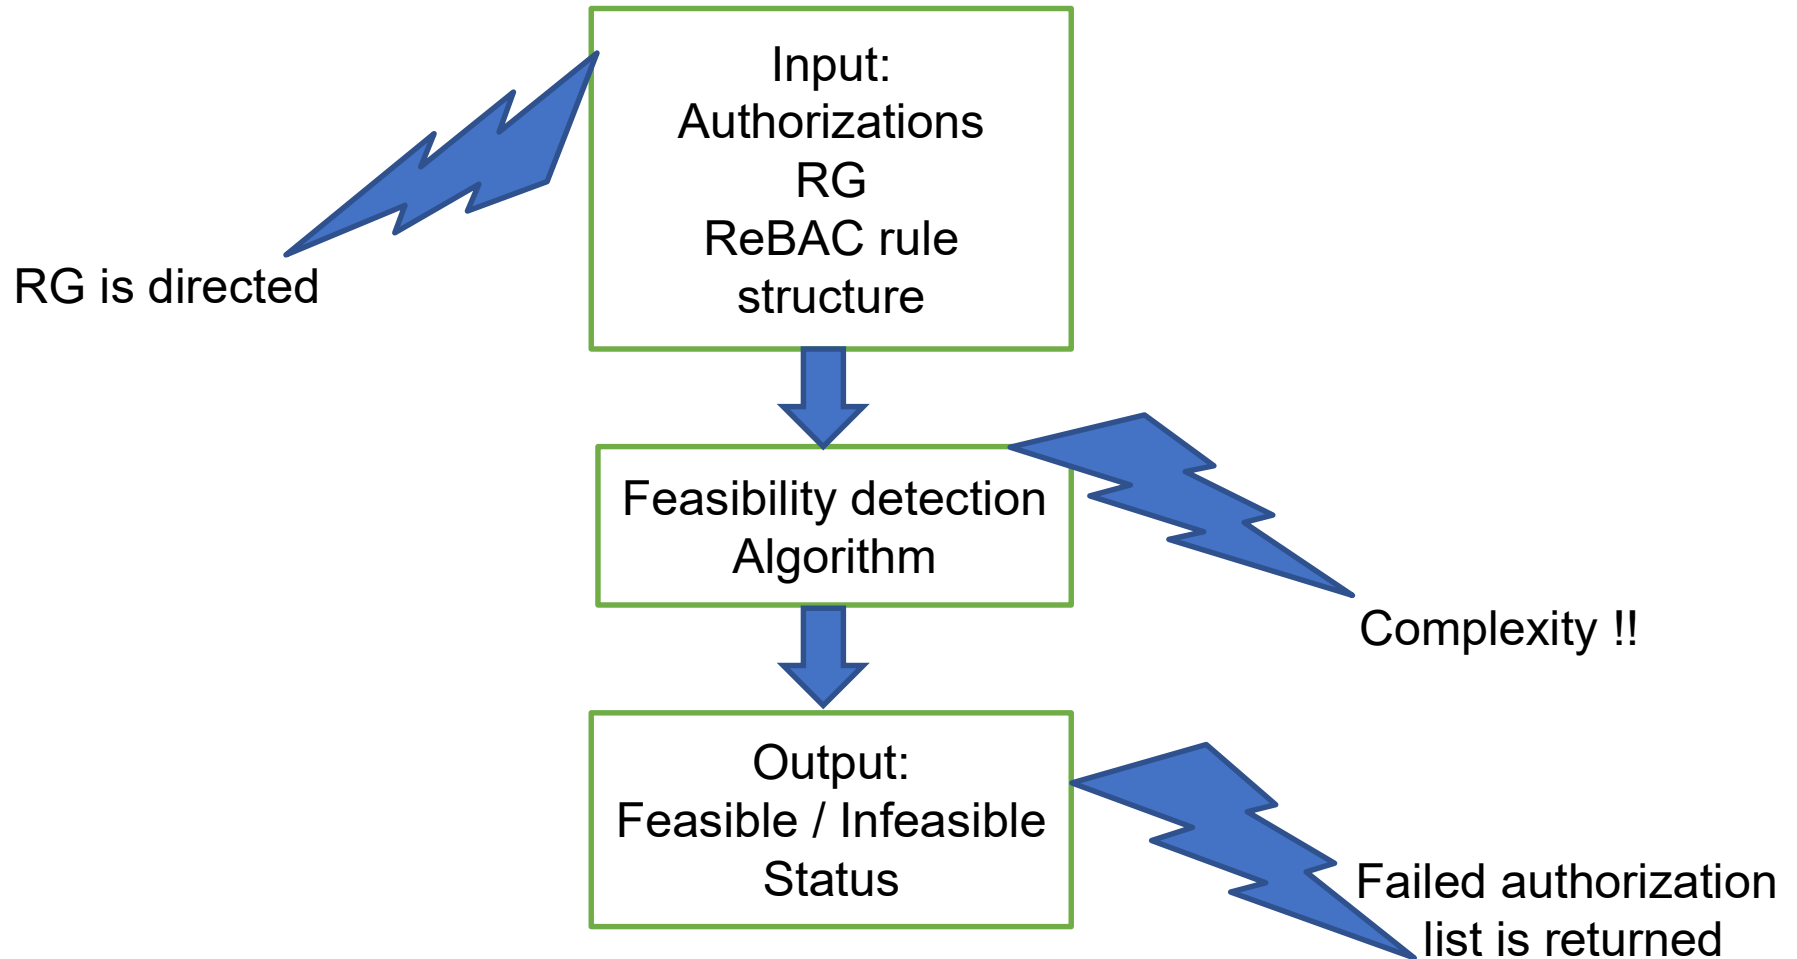 Input:
Authorizations
RG
ReBAC rule
structure
RG is directed
Feasibility detection
Algorithm
Complexity !!
Output:
Feasible / Infeasible
Status
Failed authorization
list is returned